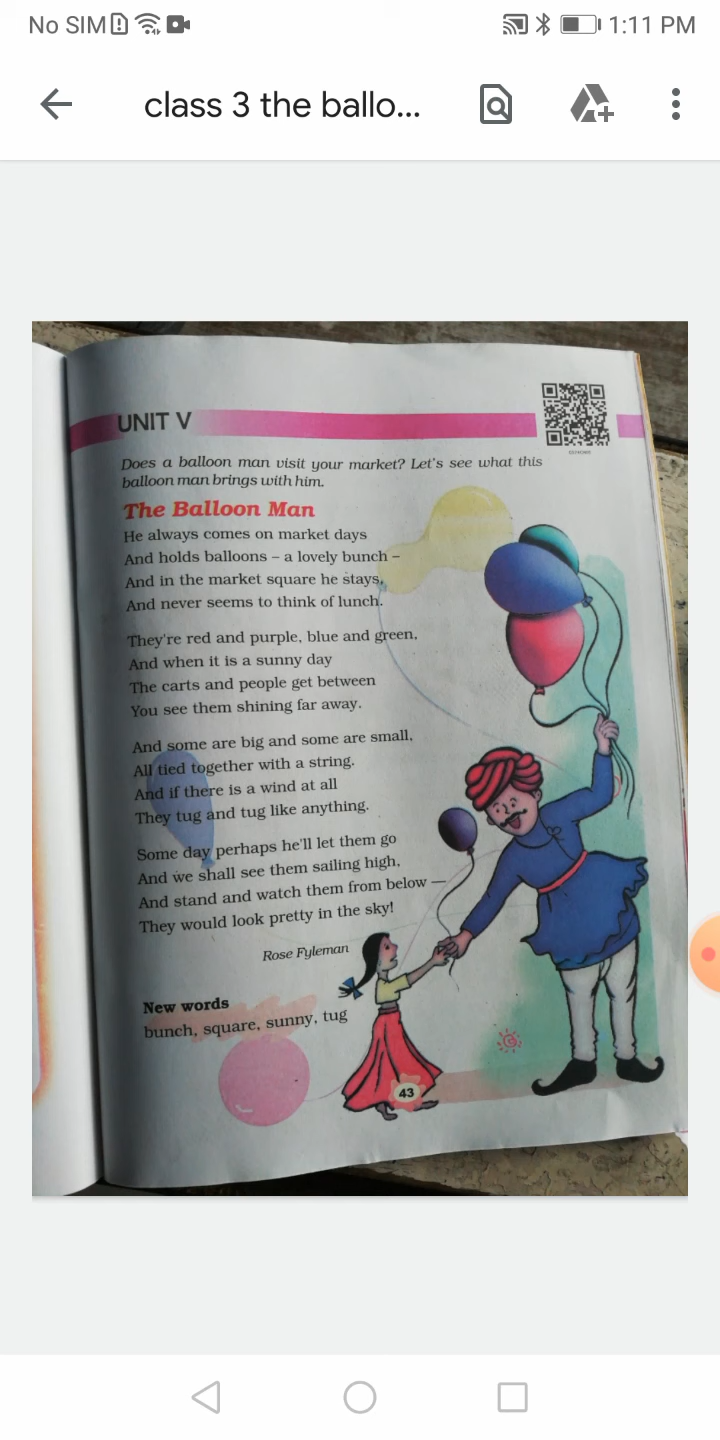 No SIM
1:11 PM
class 3 the ballo...
UNIT V
Does a balloon man visit your market? Let's see what this
balloon man brings with him.
The Balloon Man
He always comes on market days
And holds balloons – a lovely bunch –
And in the market square he stays,
And never seems to think of lunch.
They're red and purple, blue and green,
And when it is a sunny day
The carts and people get between
You see them shining far away.
And some are big and some are small,
All tied together with a string.
And if there is a wind at all
They tug and tug like anything.
Some day perhaps he'll let them go
And we shall see them sailing high,
And stand and watch them from below —
They would look pretty in the sky!
Rose Fyleman
New words
bunch, square, sunny, tug
43